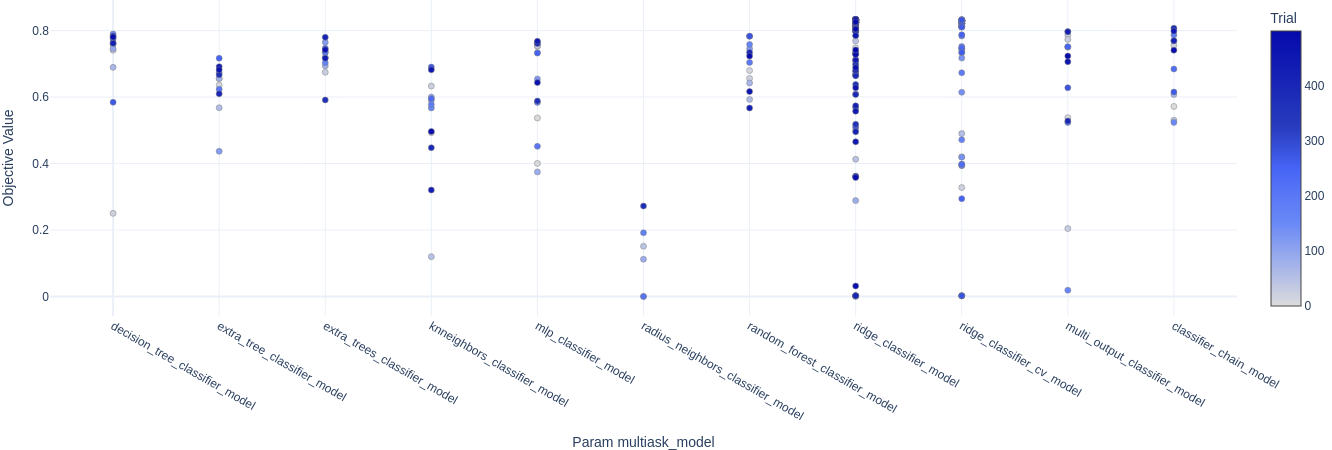 Trial
0.8
0.6
0.4
0.2
0
Objective Value
400
300
200
100
0
decision_tree_classifier_model
extra_tree_classifier_model
extra_trees_classifier_model
knneighbors_classifier_model
mlp_classifier_model
radius_neighbors_classifier_model
random_forest_classifier_model
ridge_classifier_model
ridge_classifier_cv_model
multi_output_classifier_model
classifier_chain_model
Param multiask_model